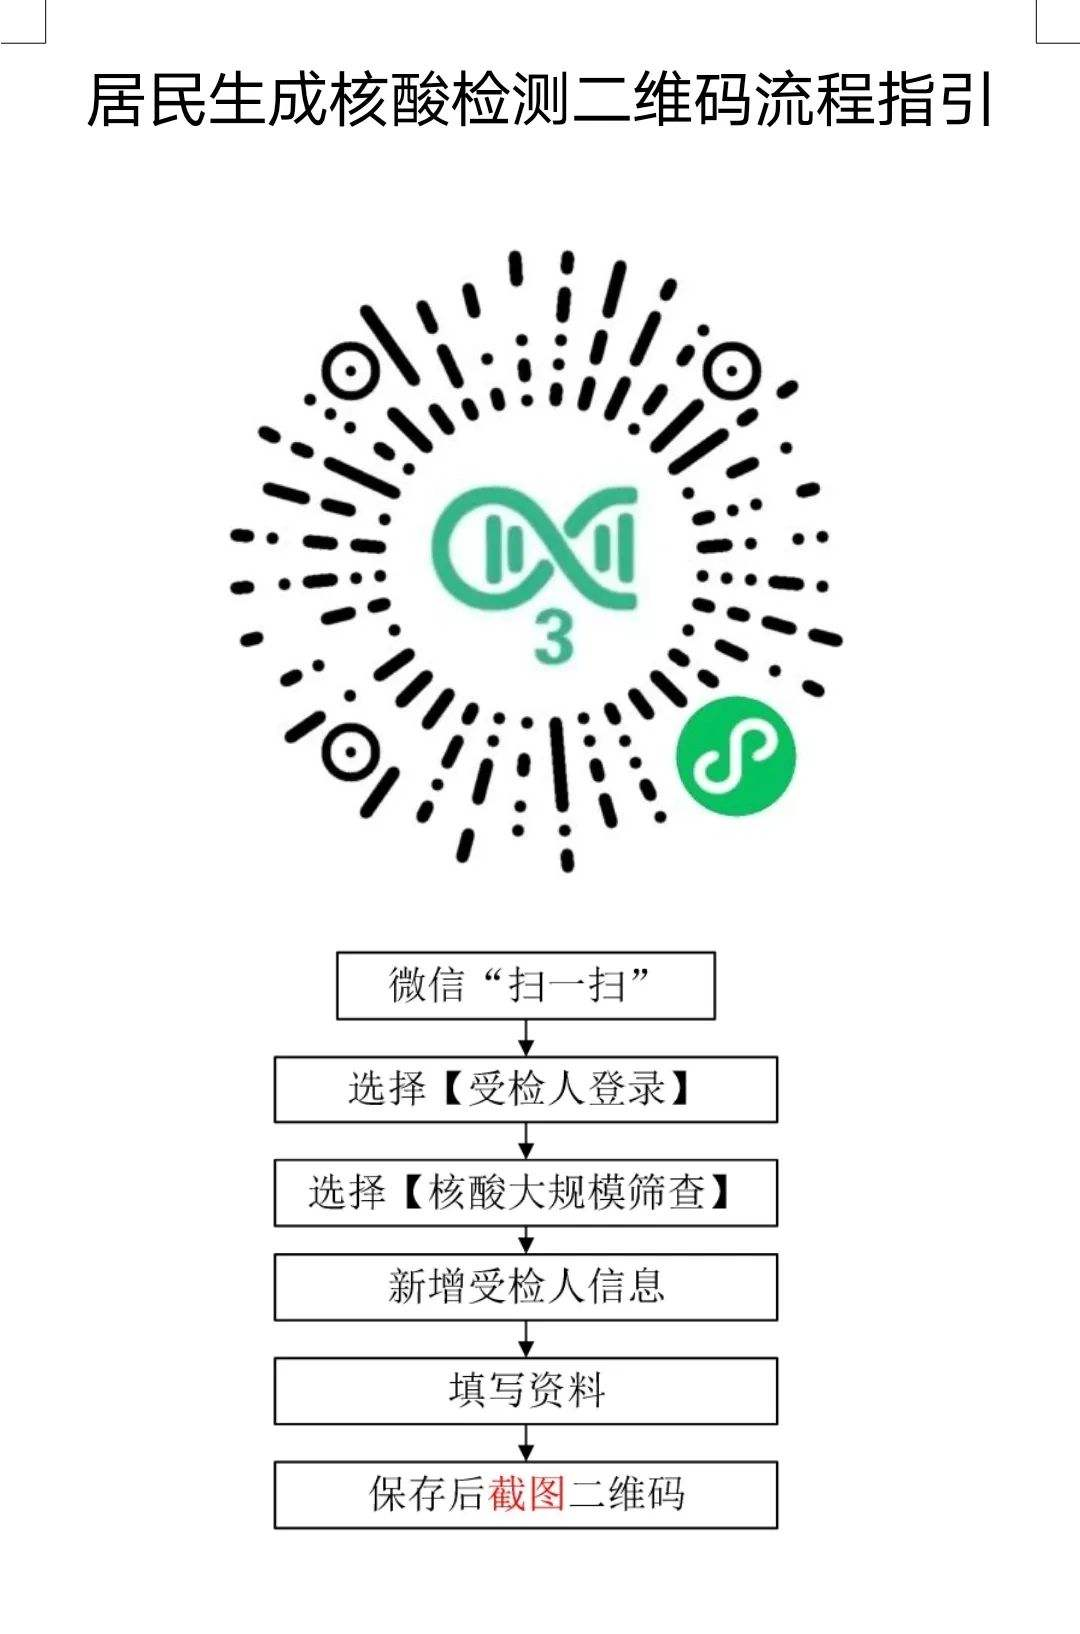 居民生成核酸检测二维码流程指引
3
微信“扫一扫”
选择【受检人登录】
选择【核酸大规模筛查】
新增受检人信息
填写资料
保存后截图二维码